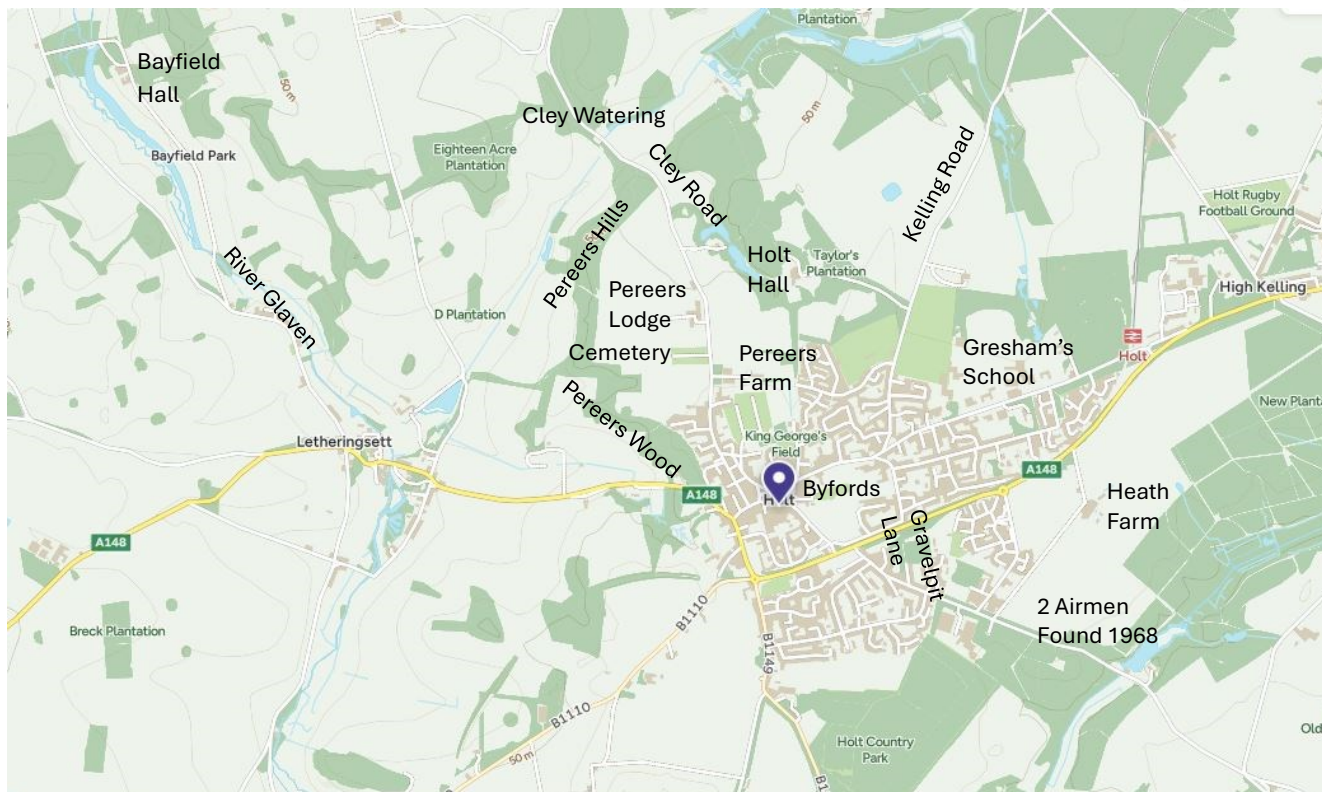 Plantation
Bayfield
Hall
50 m
Cley Watering
50 m
Eighteen Acre
Plantation
Bayfield Park
Cley Road
Kelling Road
Holt Rugby
Football Ground
Pereers Hills
River Glaven
Holt
Hall
Taylor's
Plantation
Pereers
Lodge
High Kelling
D Plantation
Cemetery
Pereers
Farm
Gresham's
School
Holt
Pereers Wood
New Planta
King George's
Field
Letheringsett
A148
A148
Byfords
Holt
Heath
Farm
A148
Gravelpit
Lane
2 Airmen
Found 1968
B1110
B1149
Breck Plantation
B1110
Holt Country
Park
50 m
Old
B1